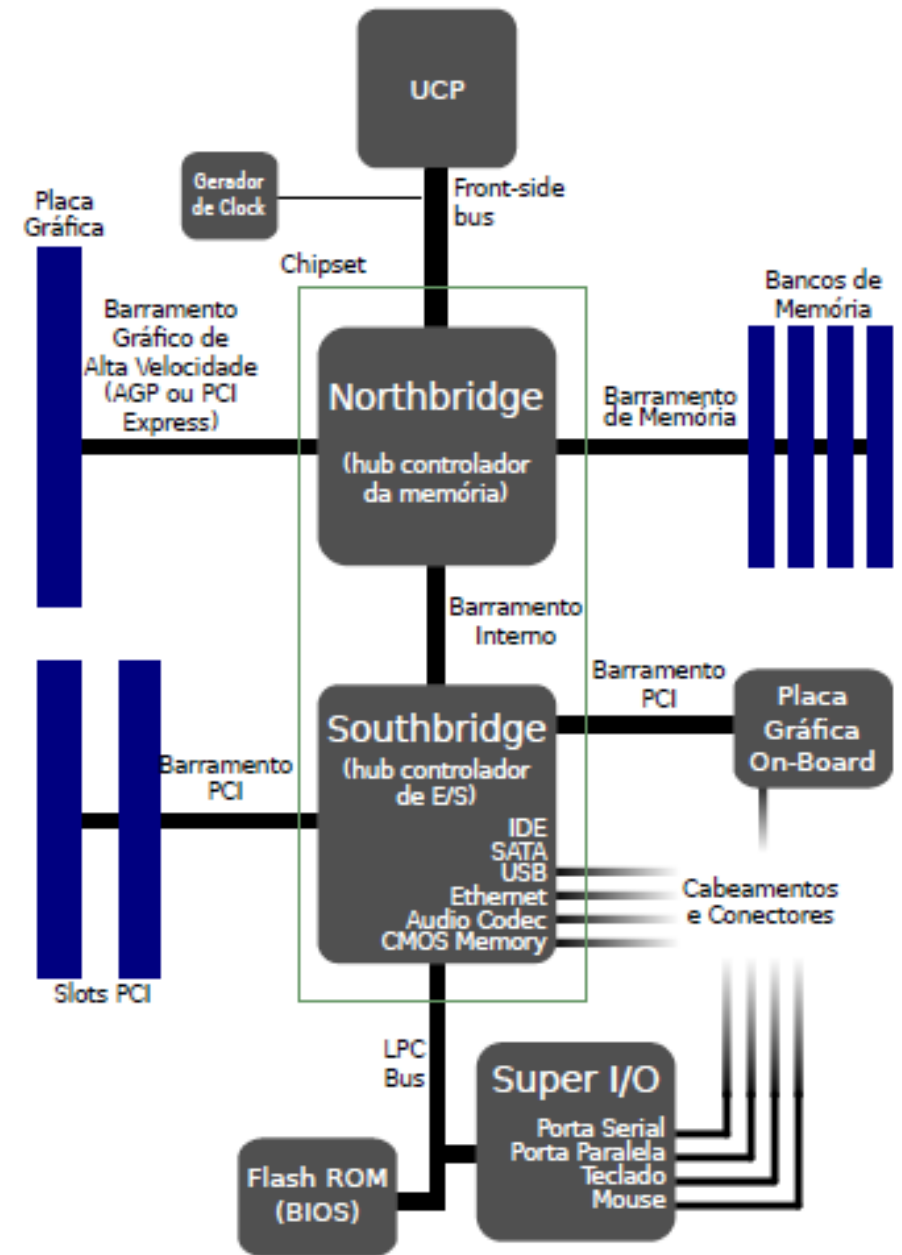 UCP
Gerador
de Clock
Front-side
bus
Placa
Gráfica
Chipset
Barramento
Gráfico de
Alta Velocidade
(AGP ou PCI
Express)
Bancos de
Memória
Northbridge
(hub controlador
da memória)
Barramento
de Memória
Barramento
Interno
Barramento
PCI
Placa
Gráfica
On-Board
Southbridge
(hub controlador
de E/S)
Barramento
PCI
IDE
SATA
USB
Ethernet
Audio Codec
CMOS Memory
Cabeamentos
e Conectores
Slots PCI
LPC
Bus
Super I/O
Porta Serial
Porta Paralela
Teclado
Mouse
Flash ROM
(BIOS)